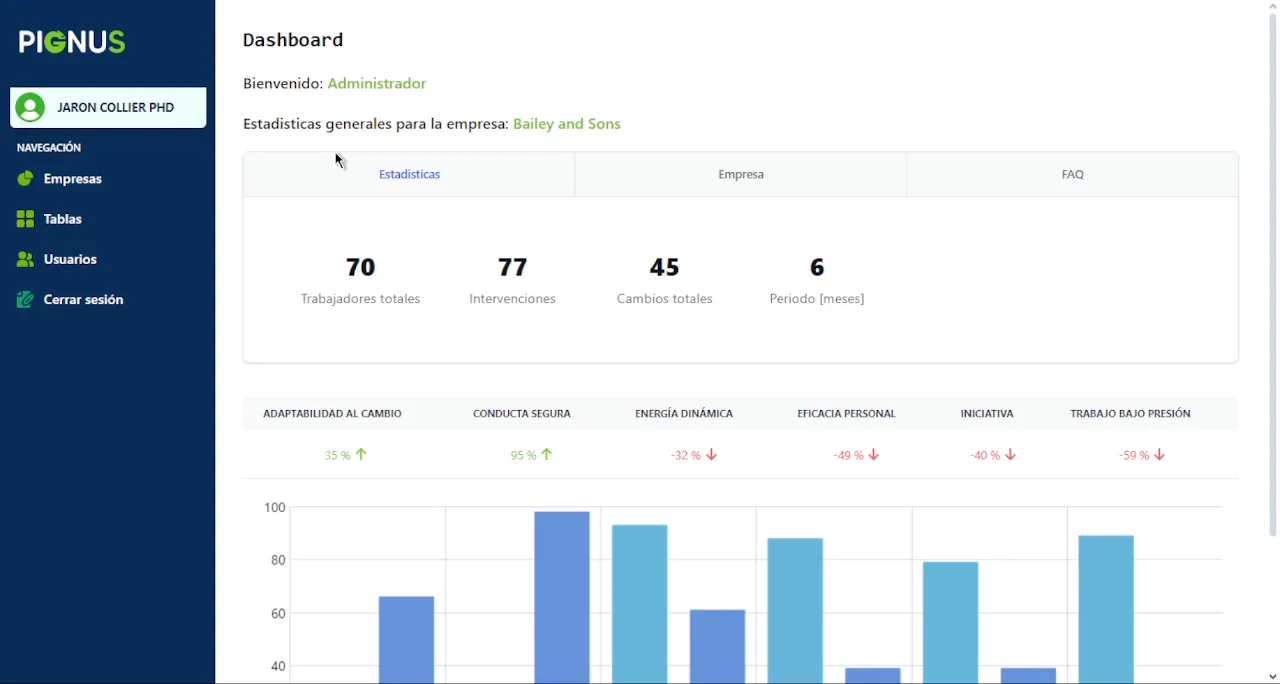 PIGNUS
JARON COLLIER PHD
NAVEGACIÓN
Empresas
Tablas
Usuarios
Cerrar sesión
Dashboard
Bienvenido: Administrador
Estadisticas generales para la empresa: Bailey and Sons
Estadisticas Empresa FAQ
70 77 45 6
Trabajadores totales Intervenciones Cambios totales Periodo [meses]
ADAPTABILIDAD AL CAMBIO CONDUCTA SEGURA ENERGÍA DINÁMICA EFICACIA PERSONAL INICIATIVA TRABAJO BAJO PRESIÓN
35 % 95 % -32 % -49 % -40 % -59 %
100
80
60
40